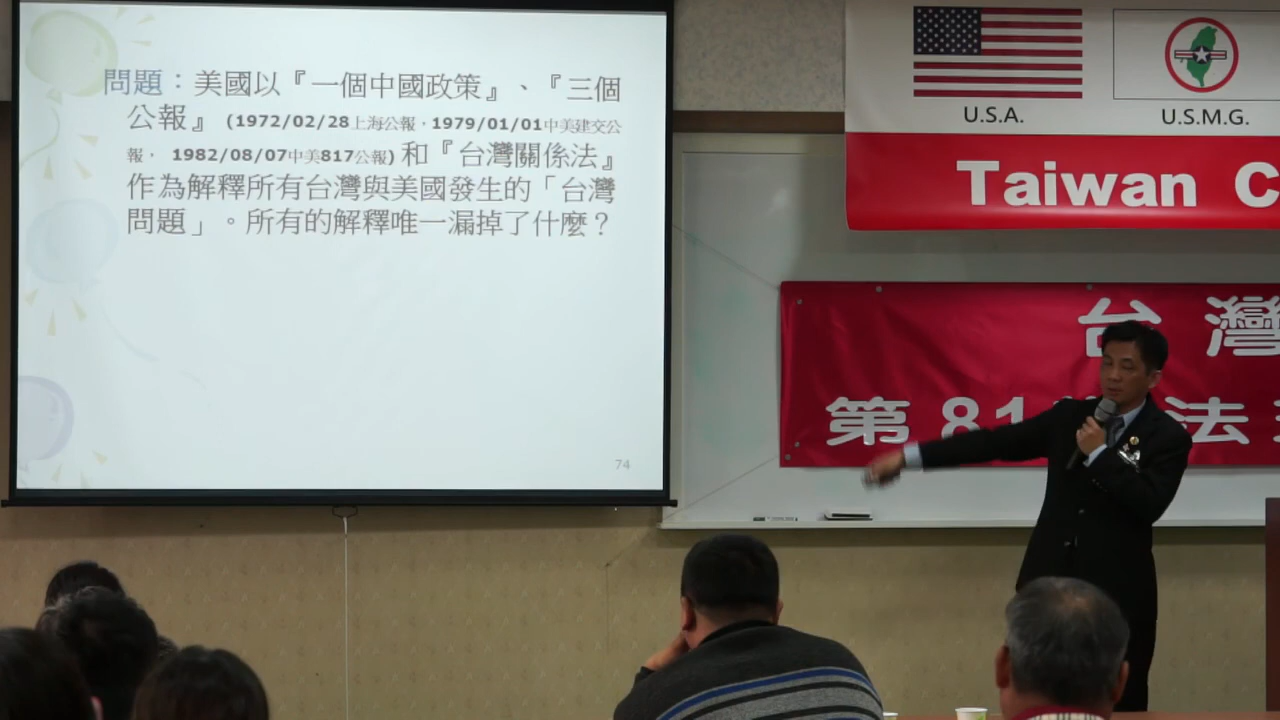 問題：美國以『一個中國政策』、『三個
公報』(1972/02/28上海公報，1979/01/01中美建交公
報， 1982/08/07中美817公報) 和『台灣關係法』
作為解釋所有台灣與美國發生的「台灣
問題」。所有的解釋唯一漏掉了什麼？
74
U.S.A.
U.S.M.G.
Taiwan C
台灣
第81
法